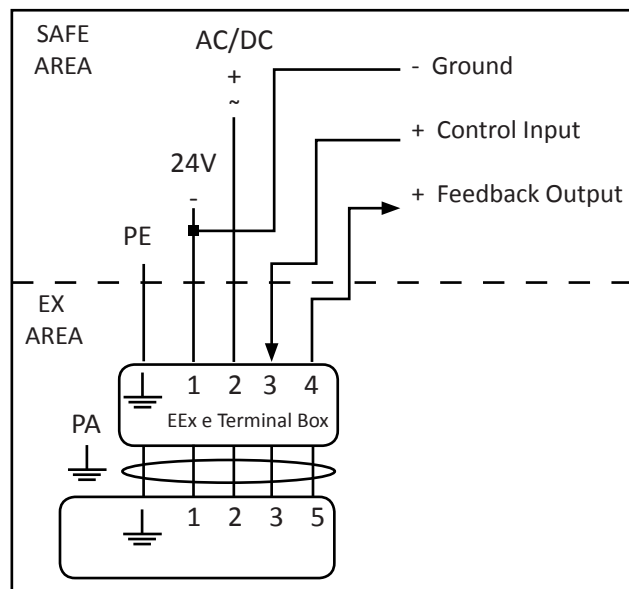 SAFE
AREA
AC/DC
+
~
- Ground
+ Control Input
24V
-
+ Feedback Output
PE
EX
AREA
1 2 3 4
EEx e Terminal Box
PA
1 2 3 5